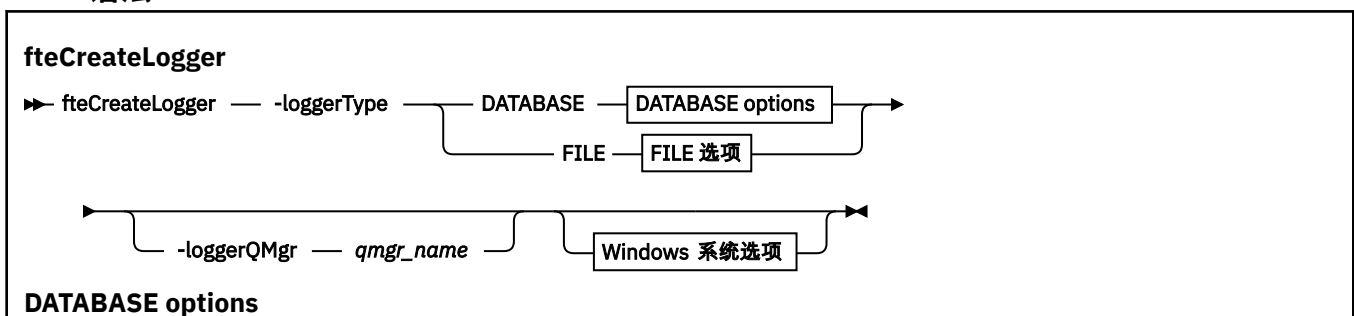 fteCreateLogger
fteCreateLogger -loggerType DATABASE DATABASE options
FILE FILE 选项
-loggerQMgr qmgr_name Windows 系统选项
DATABASE options